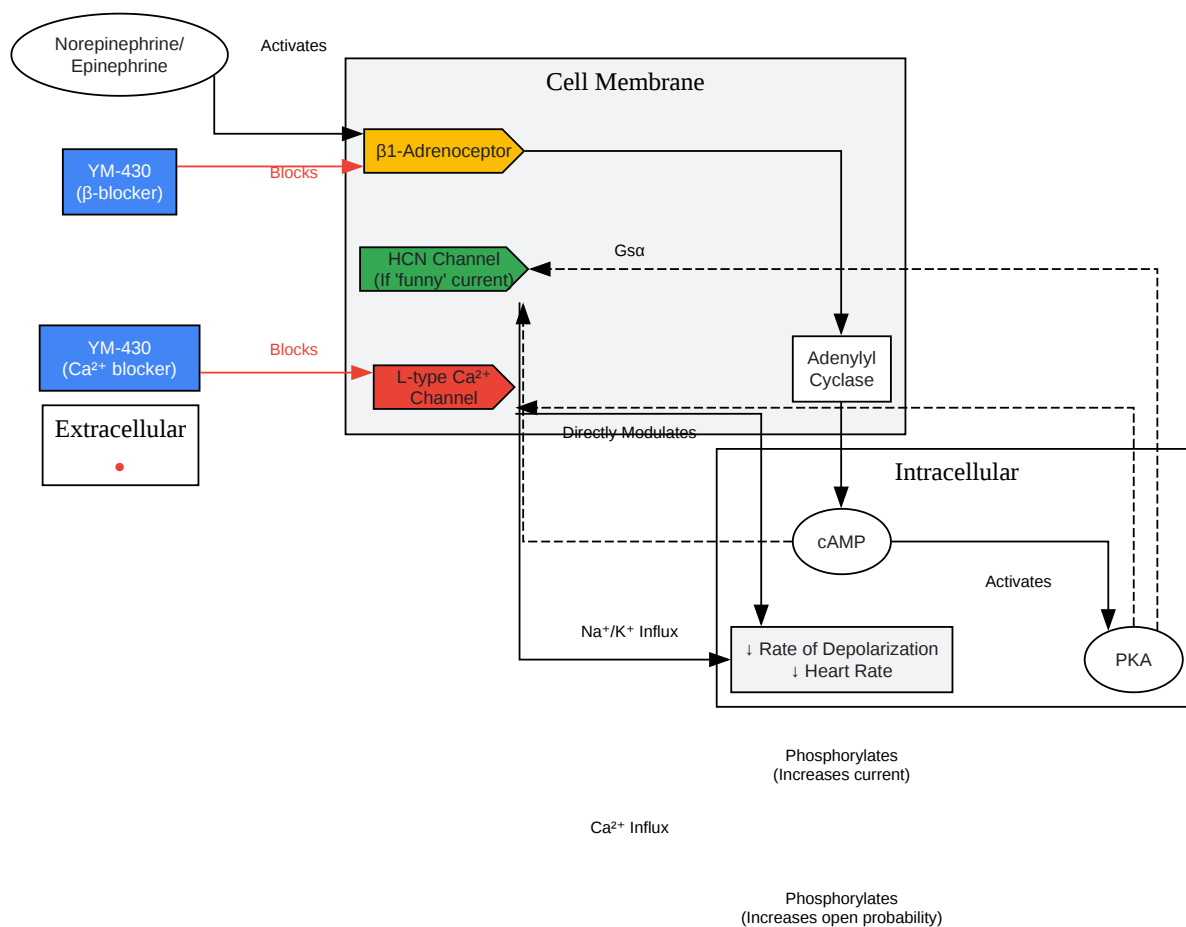 Norepinephrine/
Epinephrine
Activates
Cell Membrane
β1-Adrenoceptor
YM-430
(β-blocker)
Blocks
HCN Channel
(If 'funny' current)
Gsα
YM-430
(Ca²⁺ blocker)
Blocks
L-type Ca²⁺
Channel
Adenylyl
Cyclase
Extracellular
Directly Modulates
Intracellular
cAMP
Activates
Na⁺/K⁺ Influx
↓ Rate of Depolarization
↓ Heart Rate
PKA
Phosphorylates
(Increases current)
Ca²⁺ Influx
Phosphorylates
(Increases open probability)